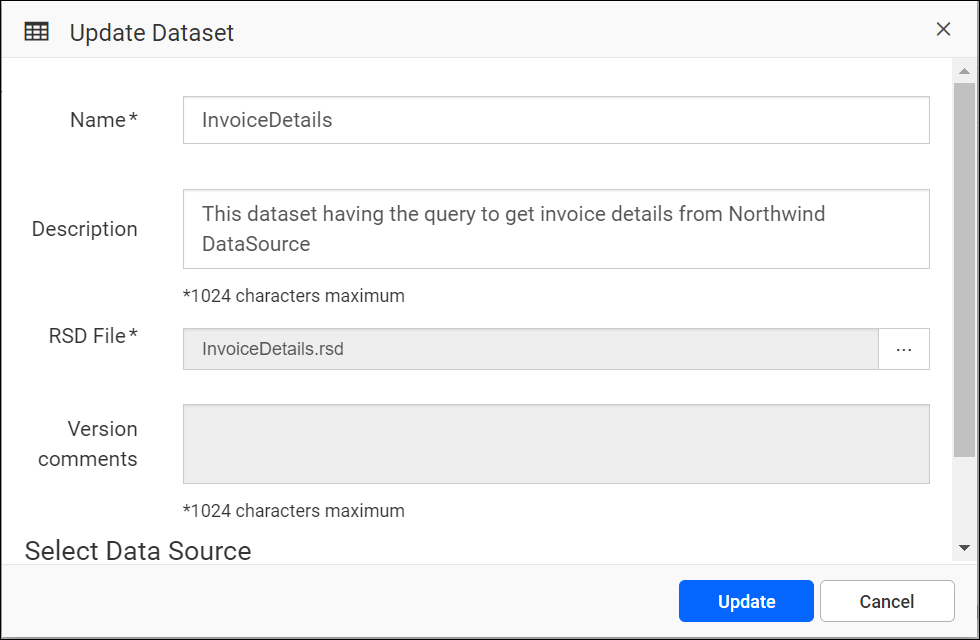 Update Dataset
Name*
InvoiceDetails
Description
This dataset having the query to get invoice details from Northwind
DataSource
*1024 characters maximum
RSD File*
InvoiceDetails.rsd
...
Version
comments
*1024 characters maximum
Select Data Source
Update
Cancel